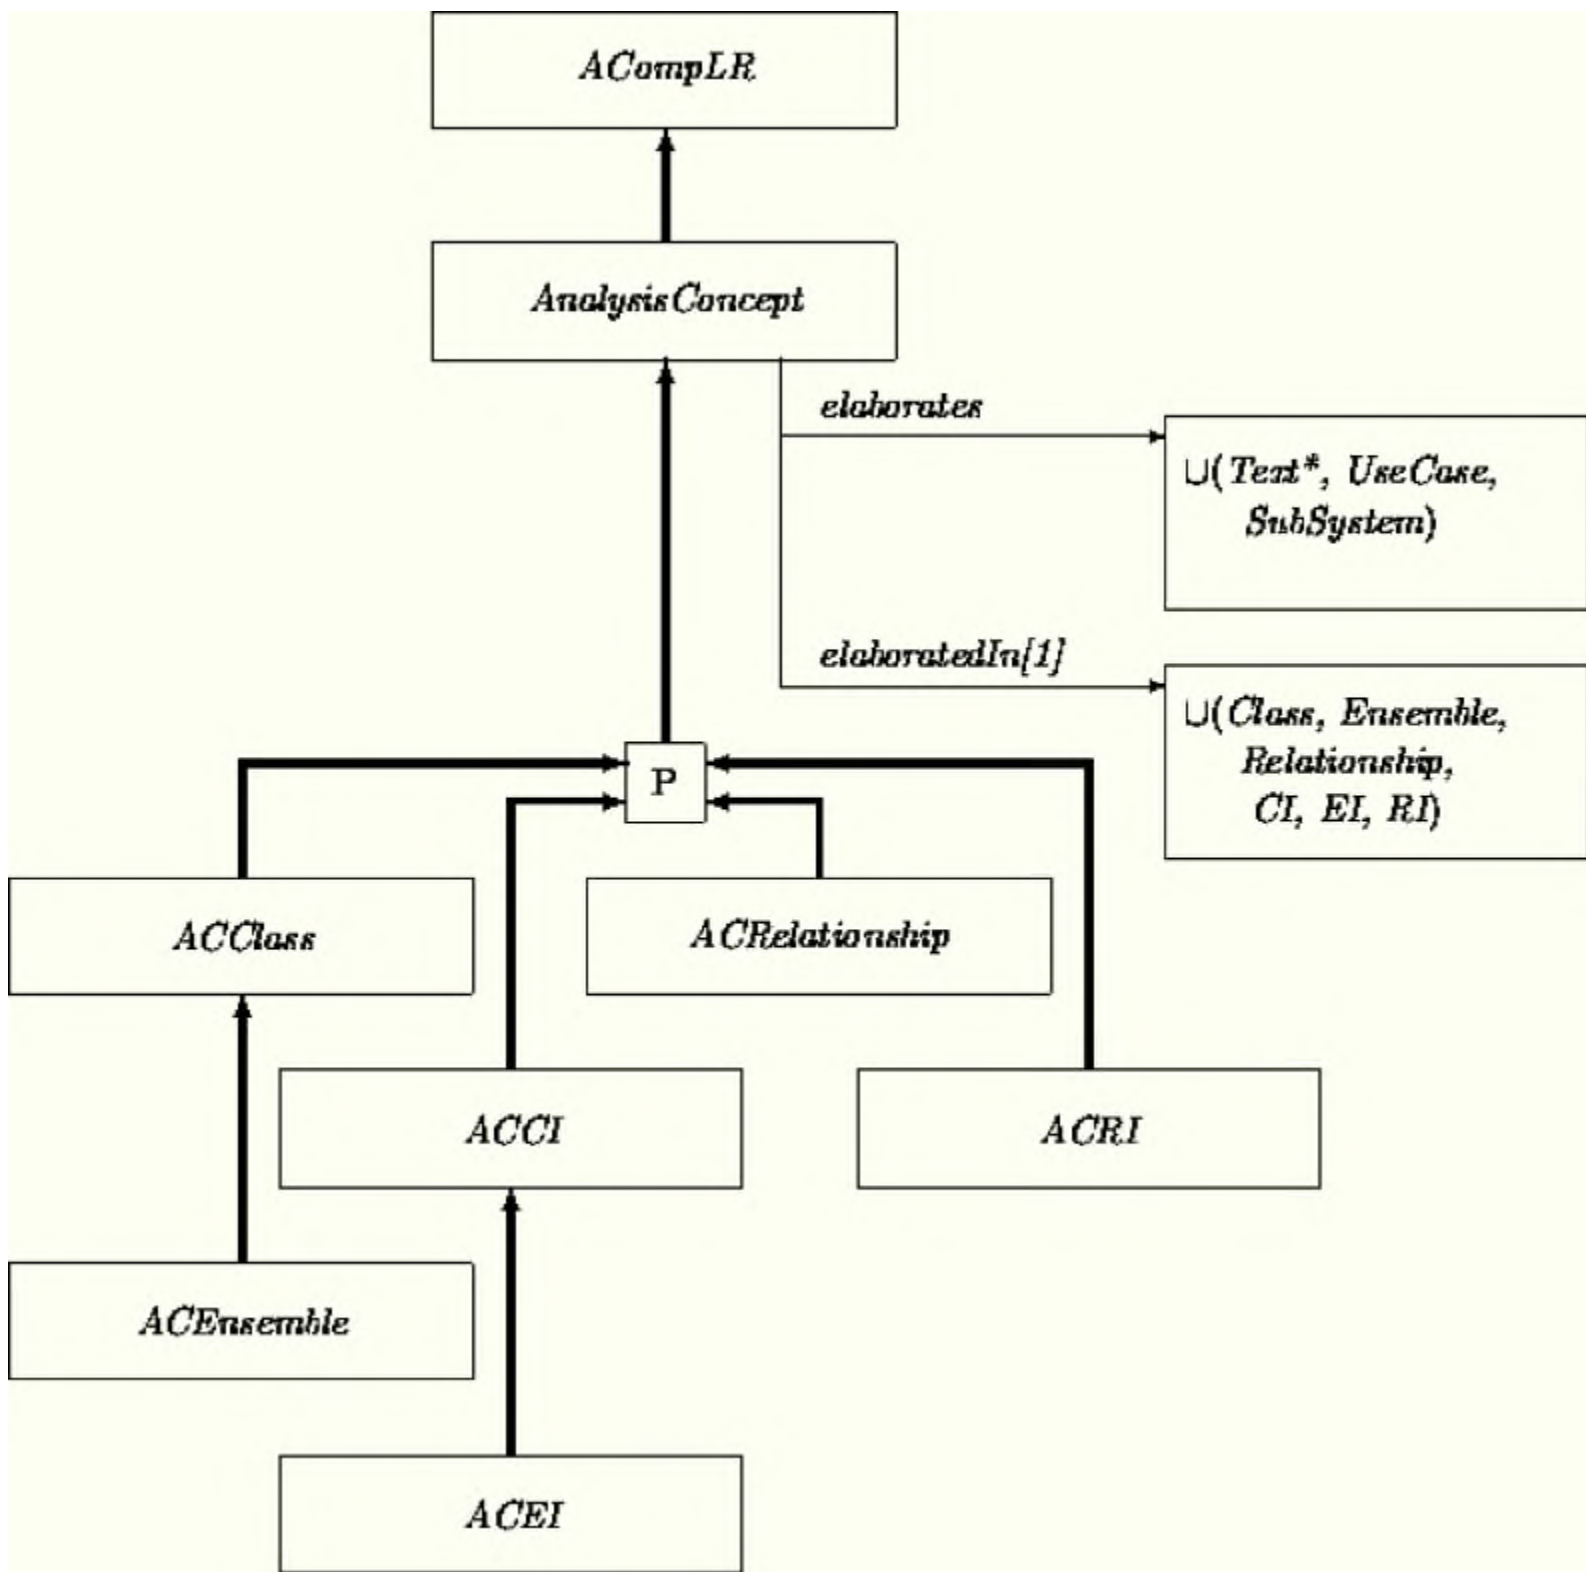 ACompLR
AnalysisConcept
elaborates
∪(Text*, UseCase,
SubSystem)
elaboratedIn[1]
∪(Class, Ensemble,
Relationship,
CI, EI, RI)
P
ACClass
ACRelationship
ACCI
ACRI
ACEnsemble
ACEI